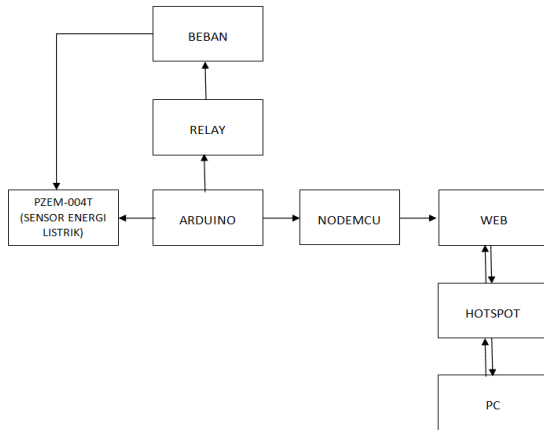 BEBAN
RELAY
PZEM-004T
(SENSOR ENERGI
LISTRIK)
ARDUINO
NODEMCU
WEB
HOTSPOT
PC